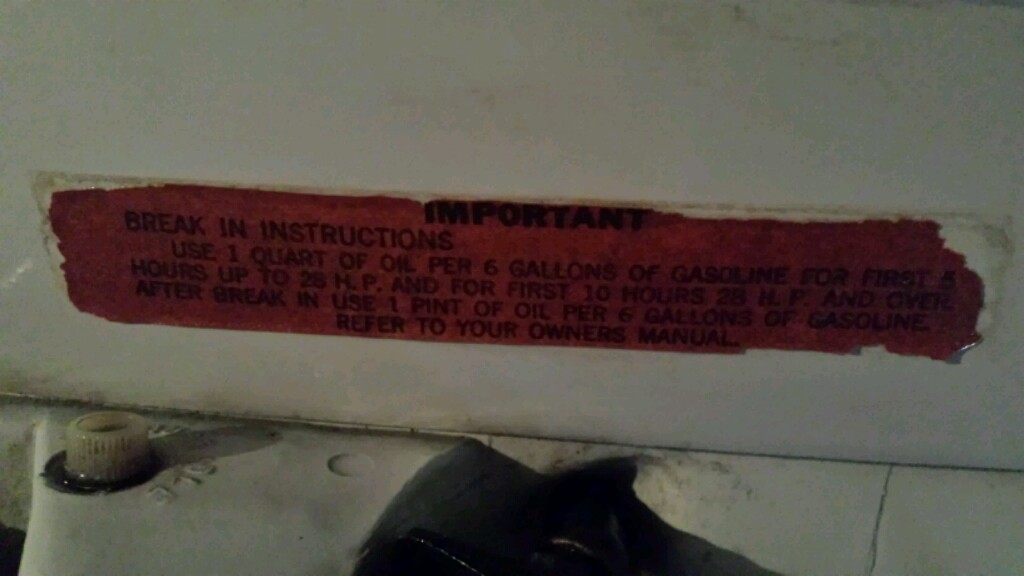 IMPORTANT
BREAK IN INSTRUCTIONS
USE 1 QUART OF OIL PER 6 GALLONS OF GASOLINE FOR FIRST 5
HOURS UP TO 28 H.P. AND FOR FIRST 10 HOURS 28 H.P. AND OVER.
AFTER BREAK IN USE 1 PINT OF OIL PER 6 GALLONS OF GASOLINE.
REFER TO YOUR OWNERS MANUAL.